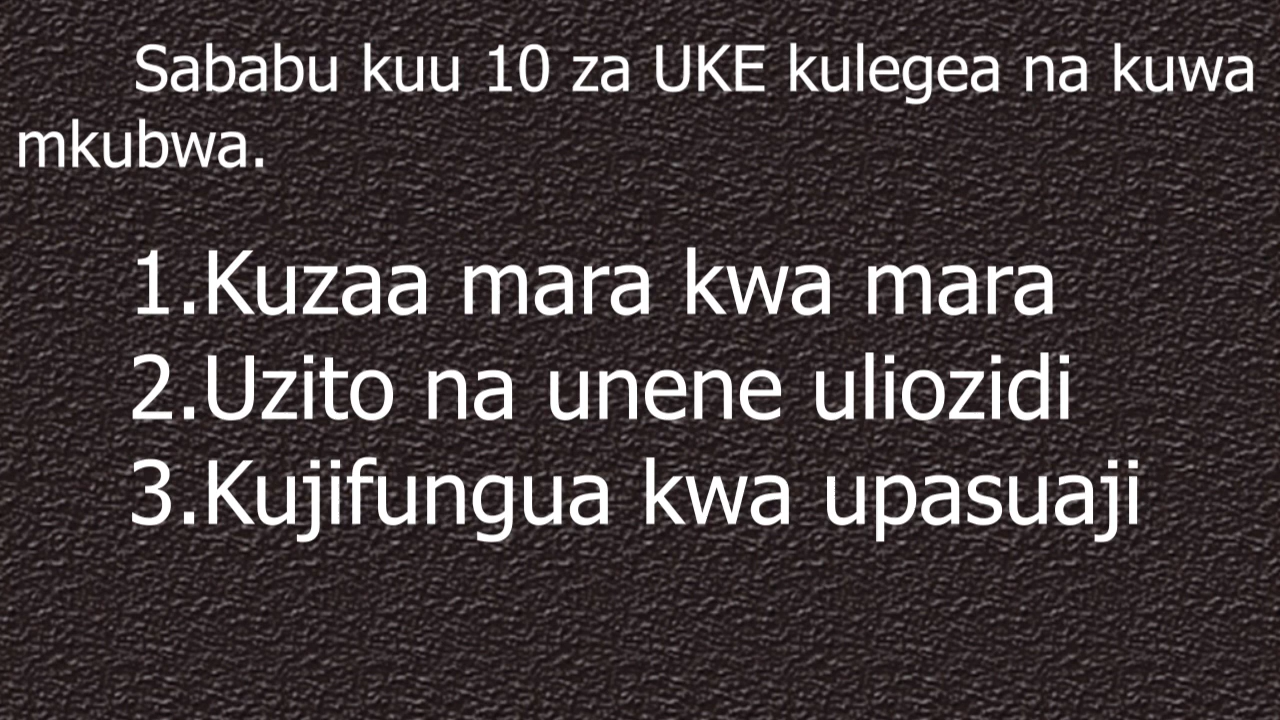 Sababu kuu 10 za UKE kulegea na kuwa
mkubwa.
1.Kuzaa mara kwa mara
2.Uzito na unene uliozidi
3.Kujifungua kwa upasuaji